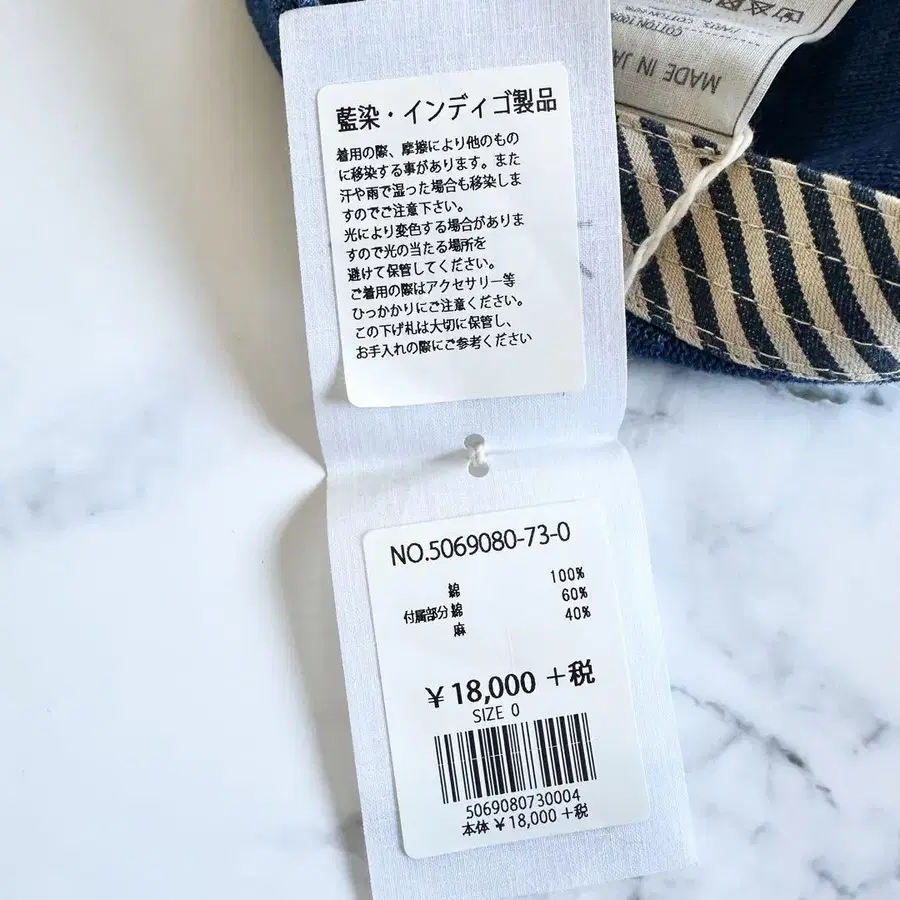 藍染・インディゴ製品
着用の際、摩擦により他のもの
に移染する事があります。また
汗や雨で湿った場合も移染しま
すのでご注意下さい。
光により変色する場合がありま
すので光の当たる場所を
避けて保管してください。
ご着用の際はアクセサリー等
ひっかかりにご注意ください。
この下げ札は大切に保管し、
お手入れの際にご参考ください
COTTON 100%
MADE IN JA
NO.5069080-73-0
綿 100%
付属部分 綿 60%
麻 40%
¥18,000 +税
SIZE 0
5069080730004
本体 ¥18,000 +税